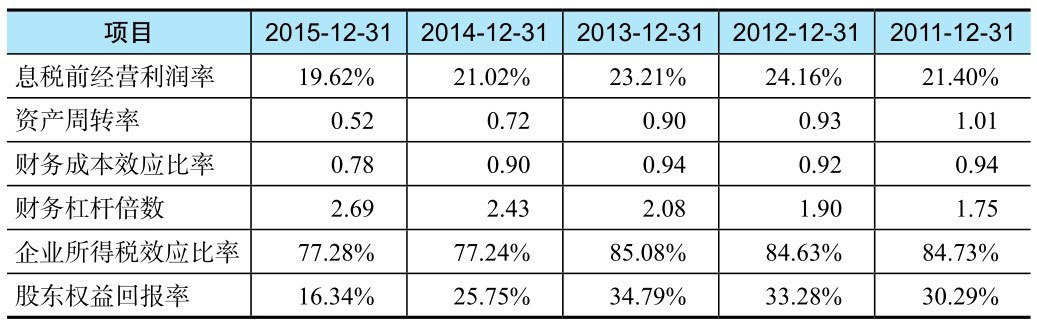 项目 2015-12-31 2014-12-31 2013-12-31 2012-12-31 2011-12-31
息税前经营利润率 19.62% 21.02% 23.21% 24.16% 21.40%
资产周转率 0.52 0.72 0.90 0.93 1.01
财务成本效应比率 0.78 0.90 0.94 0.92 0.94
财务杠杆倍数 2.69 2.43 2.08 1.90 1.75
企业所得税效应比率 77.28% 77.24% 85.08% 84.63% 84.73%
股东权益回报率 16.34% 25.75% 34.79% 33.28% 30.29%